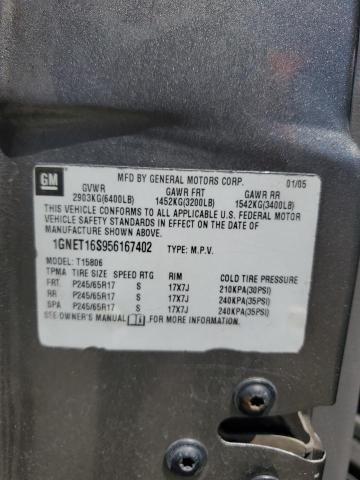 GM
MFD BY GENERAL MOTORS CORP. 01/05
GVWR GAWR FRT GAWR RR
2903KG(6400LB) 1452KG(3200LB) 1542KG(3400LB)
THIS VEHICLE CONFORMS TO ALL APPLICABLE U.S. FEDERAL MOTOR
VEHICLE SAFETY STANDARDS IN EFFECT ON THE DATE OF
MANUFACTURE SHOWN ABOVE.
1GNET16S956167402 TYPE: M.P.V.
MODEL: T15806
TPMA TIRE SIZE SPEED RTG RIM COLD TIRE PRESSURE
FRT. P245/65R17 S 17X7J 210KPA(30PSI)
RR P245/65R17 S 17X7J 240KPA(35PSI)
SPA P245/65R17 S 17X7J 240KPA(35PSI)
SEE OWNER'S MANUAL FOR MORE INFORMATION.